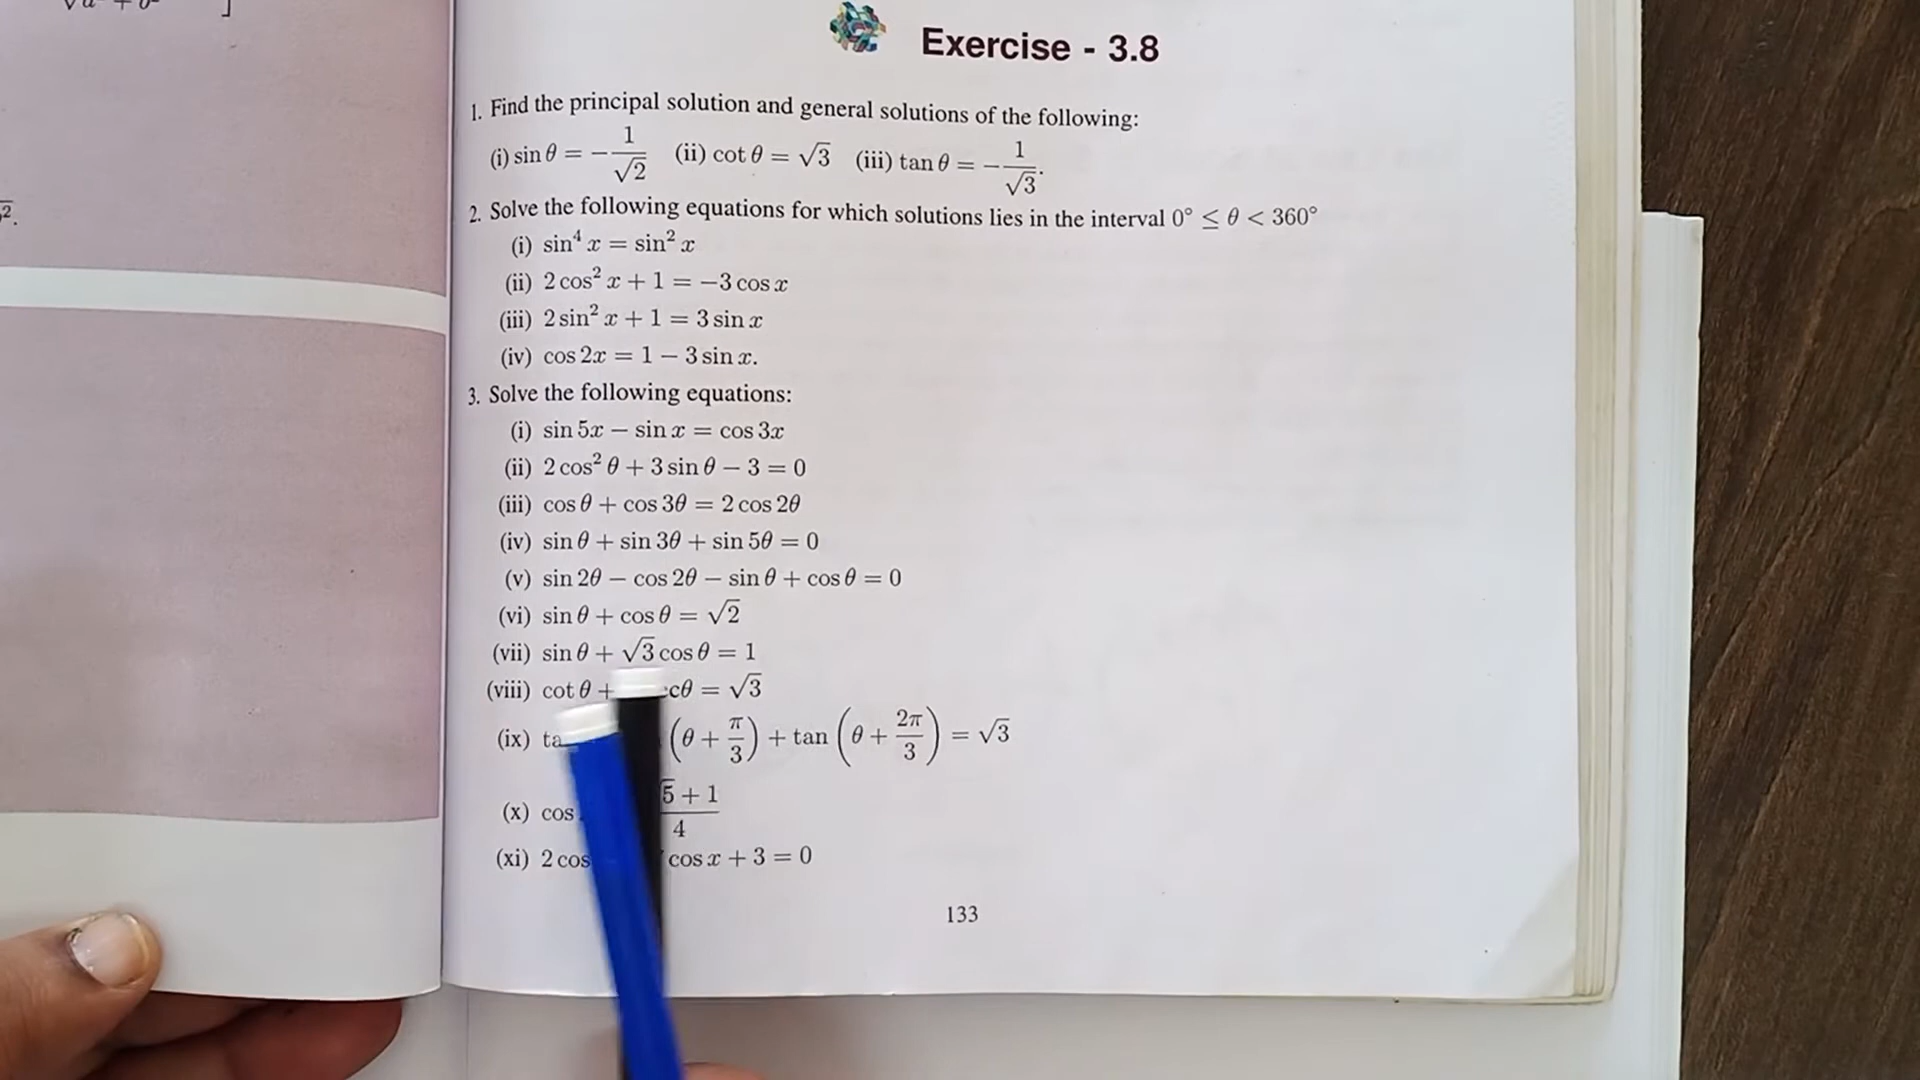 Exercise - 3.8
1. Find the principal solution and general solutions of the following:
(i) sin θ = −1/√2 (ii) cot θ = √3 (iii) tan θ = −1/√3.
2. Solve the following equations for which solutions lies in the interval 0° ≤ θ < 360°
(i) sin⁴ x = sin² x
(ii) 2 cos² x + 1 = −3 cos x
(iii) 2 sin² x + 1 = 3 sin x
(iv) cos 2x = 1 − 3 sin x.
3. Solve the following equations:
(i) sin 5x − sin x = cos 3x
(ii) 2 cos² θ + 3 sin θ − 3 = 0
(iii) cos θ + cos 3θ = 2 cos 2θ
(iv) sin θ + sin 3θ + sin 5θ = 0
(v) sin 2θ − cos 2θ − sin θ + cos θ = 0
(vi) sin θ + cos θ = √2
(vii) sin θ + √3 cos θ = 1
(viii) cot θ + cθ = √3
(ix) (θ + π/3) + tan (θ + 2π/3) = √3
(x) cos 5 + 1 / 4
(xi) 2 cos cos x + 3 = 0
133